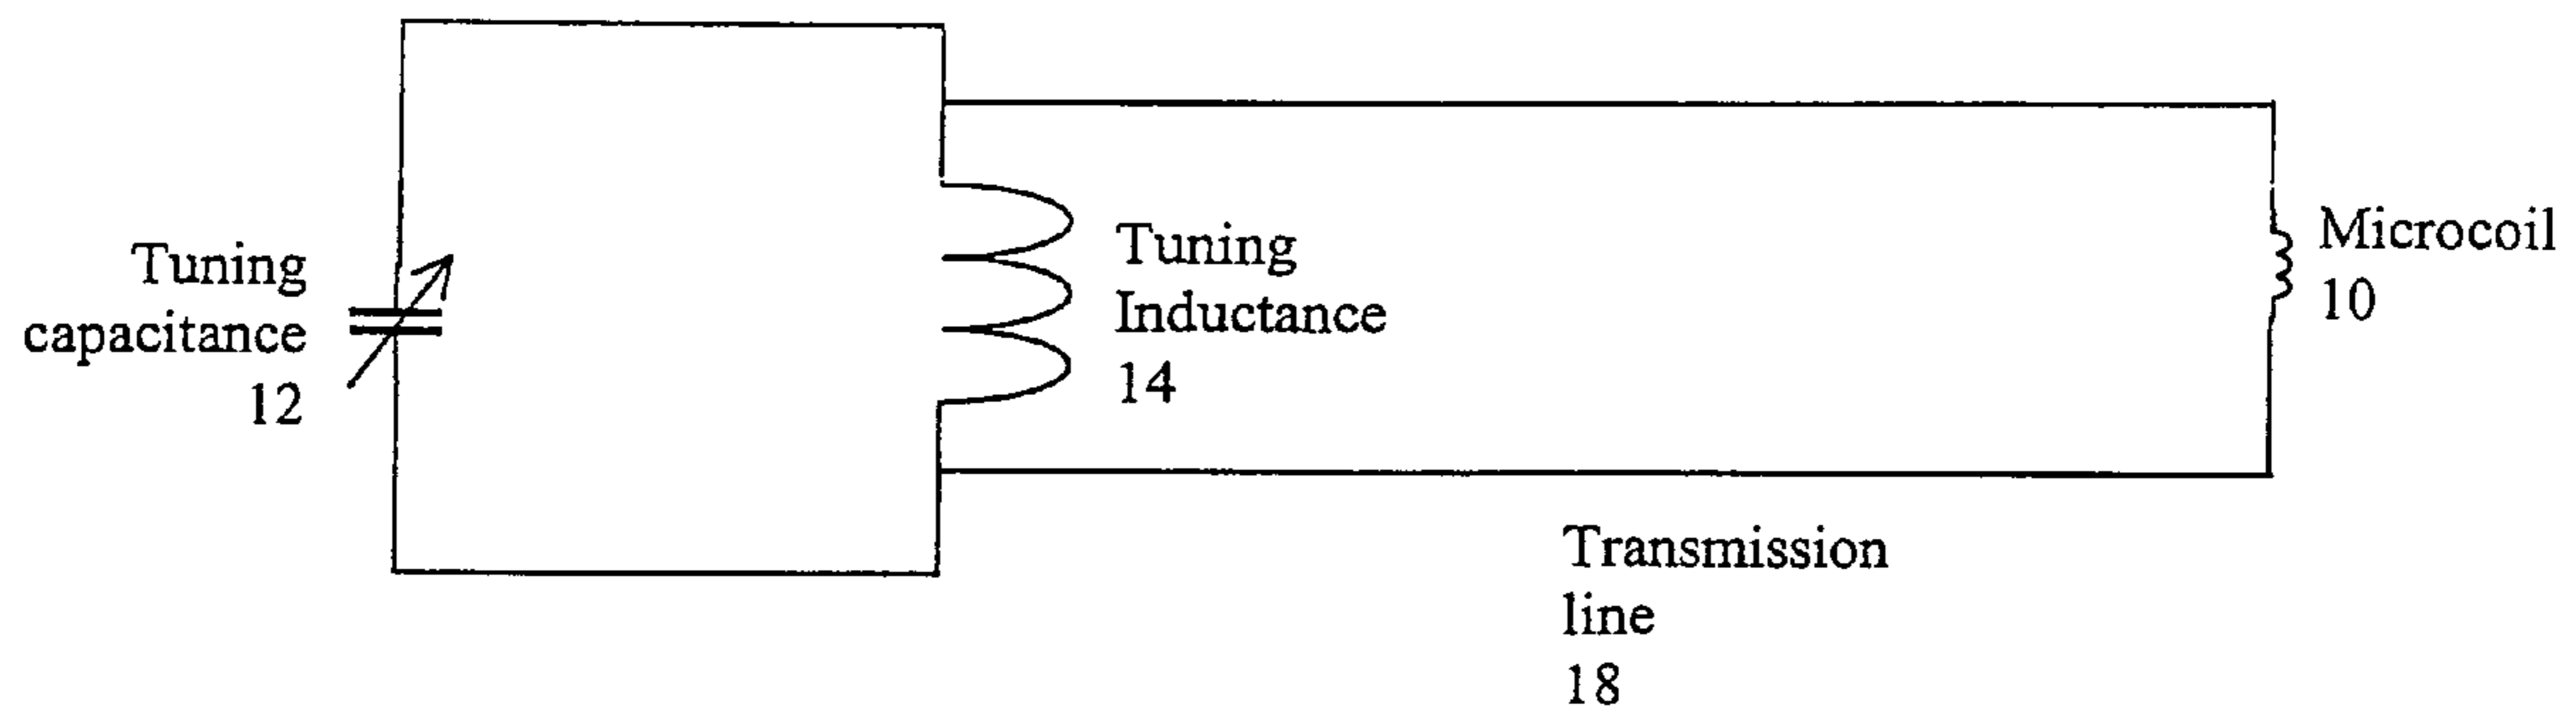 Tuning
capacitance
12
Tuning
Inductance
14
Microcoil
10
Transmission
line
18